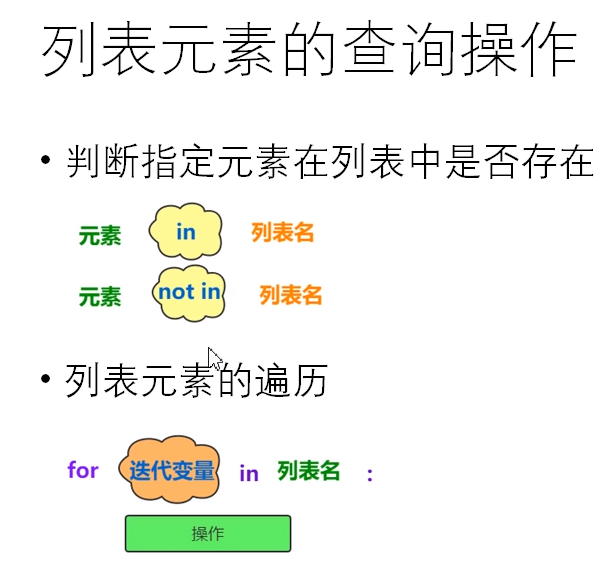 列表元素的查询操作
• 判断指定元素在列表中是否存在
元素 in 列表名
元素 not in 列表名
• 列表元素的遍历
for 迭代变量 in 列表名 :
操作